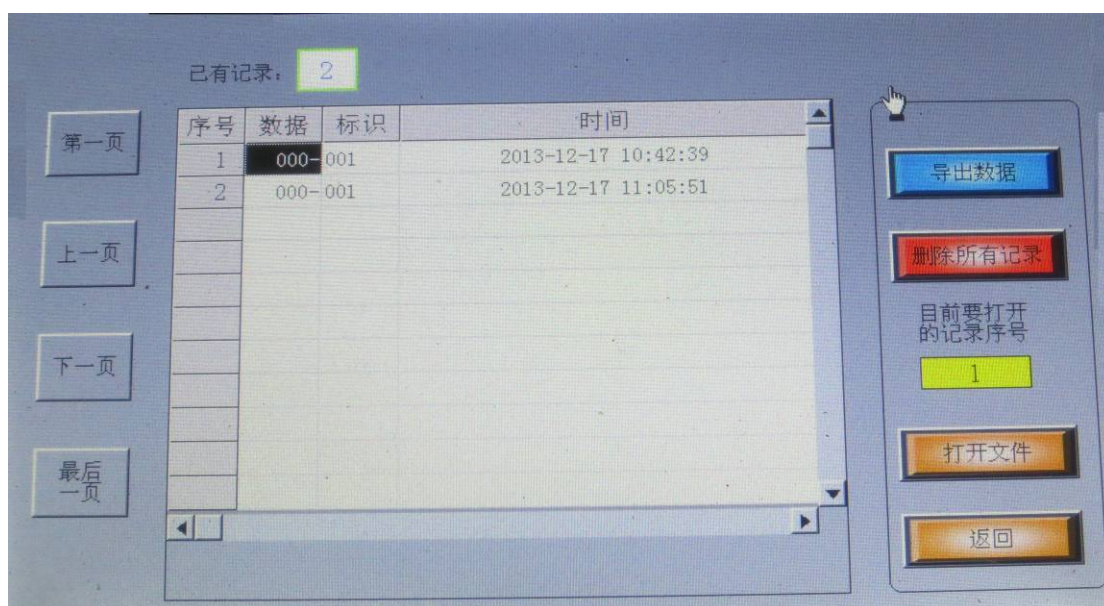 已有记录： 2
序号 数据 标识 时间
1 000- 001 2013-12-17 10:42:39
2 000- 001 2013-12-17 11:05:51
第一页
上一页
下一页
最后
一页
导出数据
删除所有记录
目前要打开
的记录序号
1
打开文件
返回